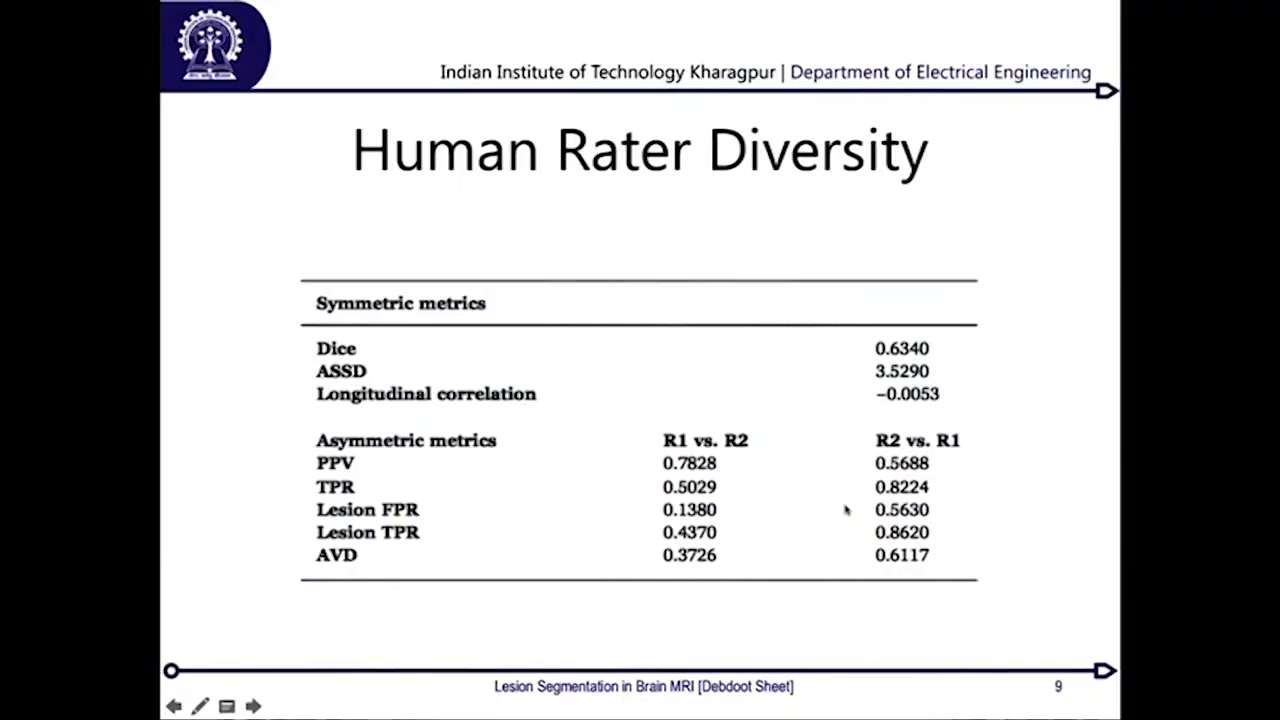 Indian Institute of Technology Kharagpur | Department of Electrical Engineering
Human Rater Diversity
Symmetric metrics
Dice 0.6340
ASSD 3.5290
Longitudinal correlation −0.0053
Asymmetric metrics R1 vs. R2 R2 vs. R1
PPV 0.7828 0.5688
TPR 0.5029 0.8224
Lesion FPR 0.1380 0.5630
Lesion TPR 0.4370 0.8620
AVD 0.3726 0.6117
Lesion Segmentation in Brain MRI [Debdoot Sheet] 9